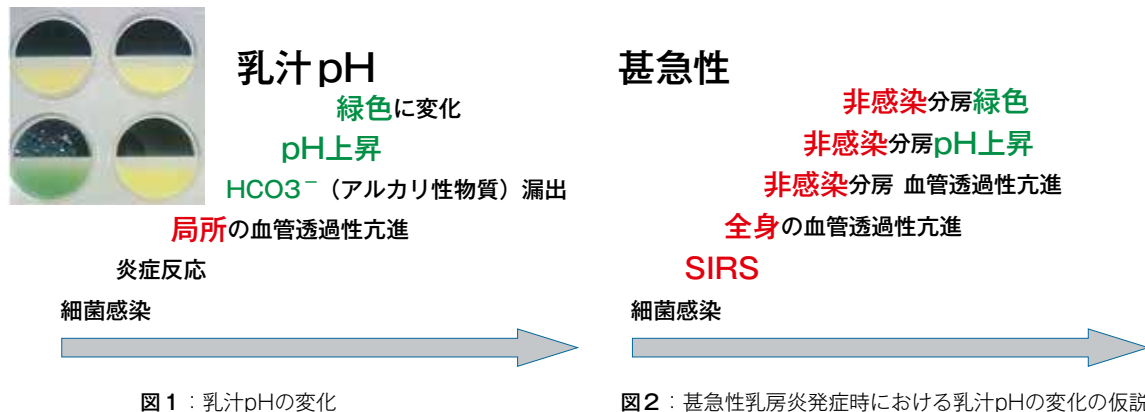 乳汁pH
緑色に変化
pH上昇
HCO3⁻（アルカリ性物質）漏出
局所の血管透過性亢進
炎症反応
細菌感染
図1：乳汁pHの変化
甚急性
非感染分房緑色
非感染分房pH上昇
非感染分房 血管透過性亢進
全身の血管透過性亢進
SIRS
細菌感染
図2：甚急性乳房炎発症時における乳汁pHの変化の仮説